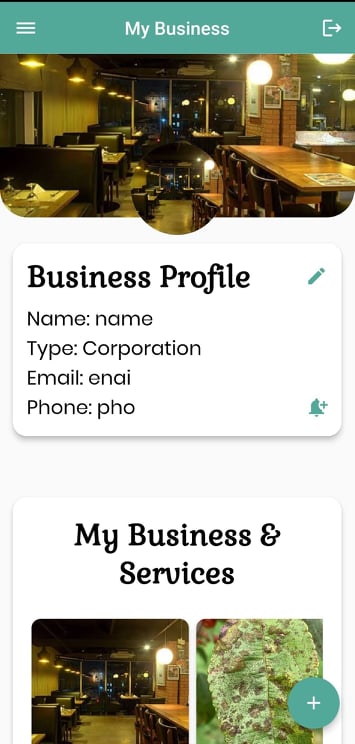 My Business
Business Profile
Name: name
Type: Corporation
Email: enai
Phone: pho
My Business &
Services